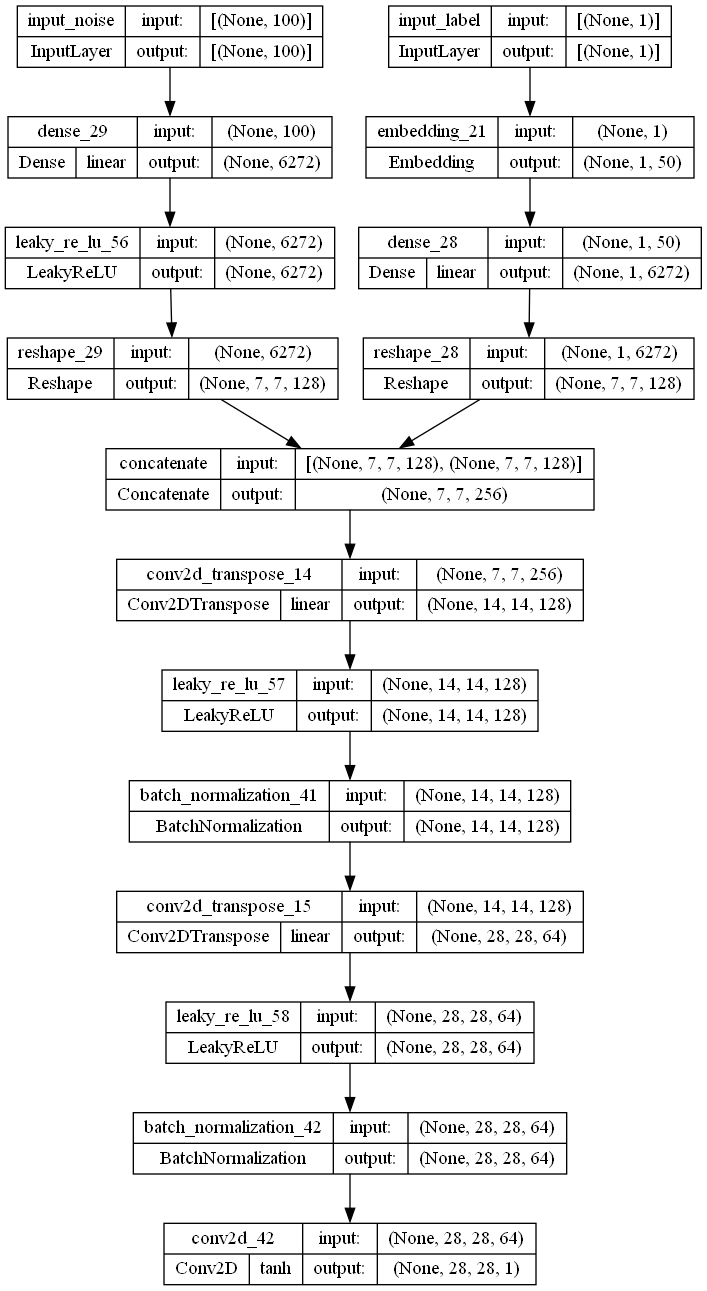 input_noise input: [(None, 100)]
InputLayer output: [(None, 100)]
input_label input: [(None, 1)]
InputLayer output: [(None, 1)]
dense_29 input: (None, 100)
Dense linear output: (None, 6272)
embedding_21 input: (None, 1)
Embedding output: (None, 1, 50)
leaky_re_lu_56 input: (None, 6272)
LeakyReLU output: (None, 6272)
dense_28 input: (None, 1, 50)
Dense linear output: (None, 1, 6272)
reshape_29 input: (None, 6272)
Reshape output: (None, 7, 7, 128)
reshape_28 input: (None, 1, 6272)
Reshape output: (None, 7, 7, 128)
concatenate input: [(None, 7, 7, 128), (None, 7, 7, 128)]
Concatenate output: (None, 7, 7, 256)
conv2d_transpose_14 input: (None, 7, 7, 256)
Conv2DTranspose linear output: (None, 14, 14, 128)
leaky_re_lu_57 input: (None, 14, 14, 128)
LeakyReLU output: (None, 14, 14, 128)
batch_normalization_41 input: (None, 14, 14, 128)
BatchNormalization output: (None, 14, 14, 128)
conv2d_transpose_15 input: (None, 14, 14, 128)
Conv2DTranspose linear output: (None, 28, 28, 64)
leaky_re_lu_58 input: (None, 28, 28, 64)
LeakyReLU output: (None, 28, 28, 64)
batch_normalization_42 input: (None, 28, 28, 64)
BatchNormalization output: (None, 28, 28, 64)
conv2d_42 input: (None, 28, 28, 64)
Conv2D tanh output: (None, 28, 28, 1)